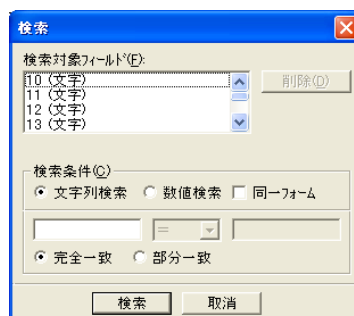 検索
検索対象フィールド(F):
10 (文字)
11 (文字)
12 (文字)
13 (文字)
削除(D)
検索条件(C)
文字列検索 数値検索 同一フォーム
=
完全一致 部分一致
検索 取消